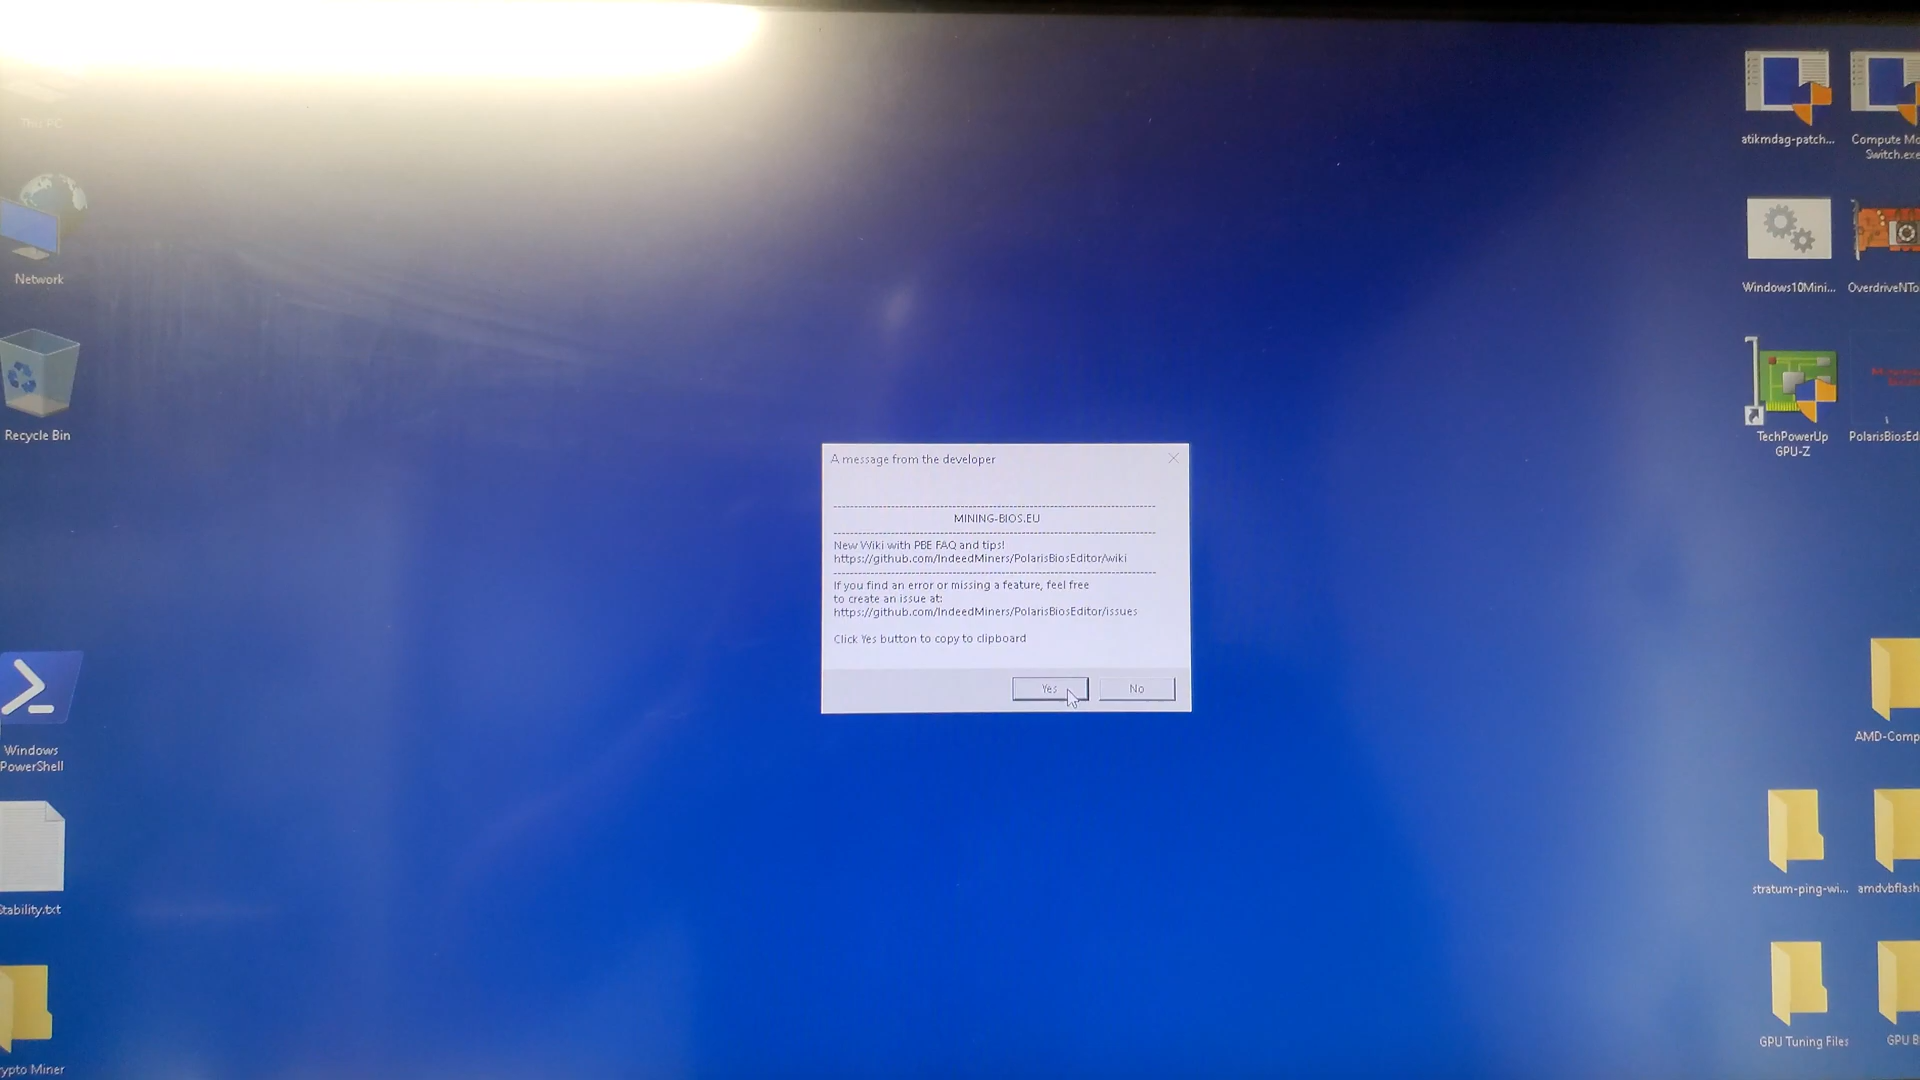 This PC
Network
Recycle Bin
Windows
PowerShell
Stability.txt
ypto Miner
A message from the developer
MINING-BIOS.EU
New Wiki with PBE FAQ and tips!
https://github.com/IndeedMiners/PolarisBiosEditor/wiki
If you find an error or missing a feature, feel free
to create an issue at:
https://github.com/IndeedMiners/PolarisBiosEditor/issues
Click Yes button to copy to clipboard
Yes
No
atikmdag-patch...
Compute Mo
Switch.exe
Windows10Mini...
OverdriveNTo
TechPowerUp
GPU-Z
PolarisBiosEdi
AMD-Comp
stratum-ping-wi...
amdvbflash
GPU Tuning Files
GPU B